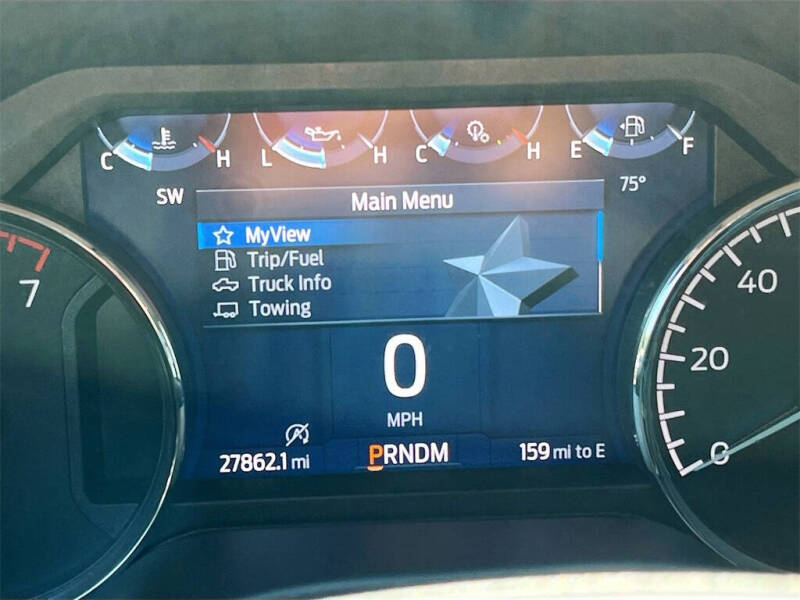 C H L H C H E F
SW Main Menu 75°
MyView
Trip/Fuel
Truck Info
Towing
7
40
20
0
0
MPH
27862.1 mi PRNDM 159 mi to E